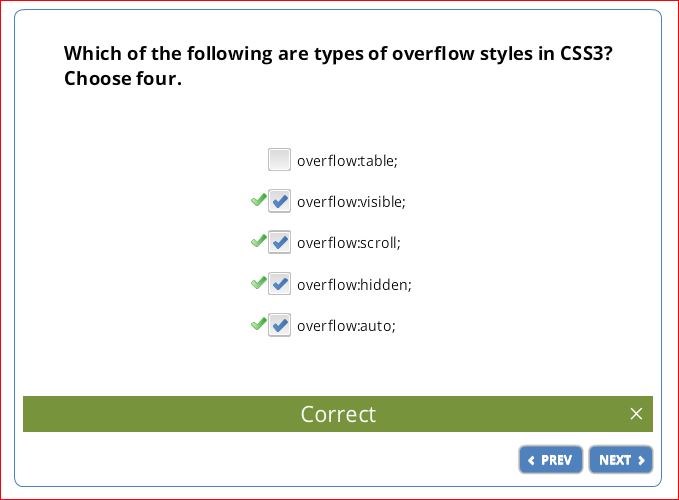 Which of the following are types of overflow styles in CSS3?
Choose four.
overflow:table;
overflow:visible;
overflow:scroll;
overflow:hidden;
overflow:auto;
Correct
PREV
NEXT